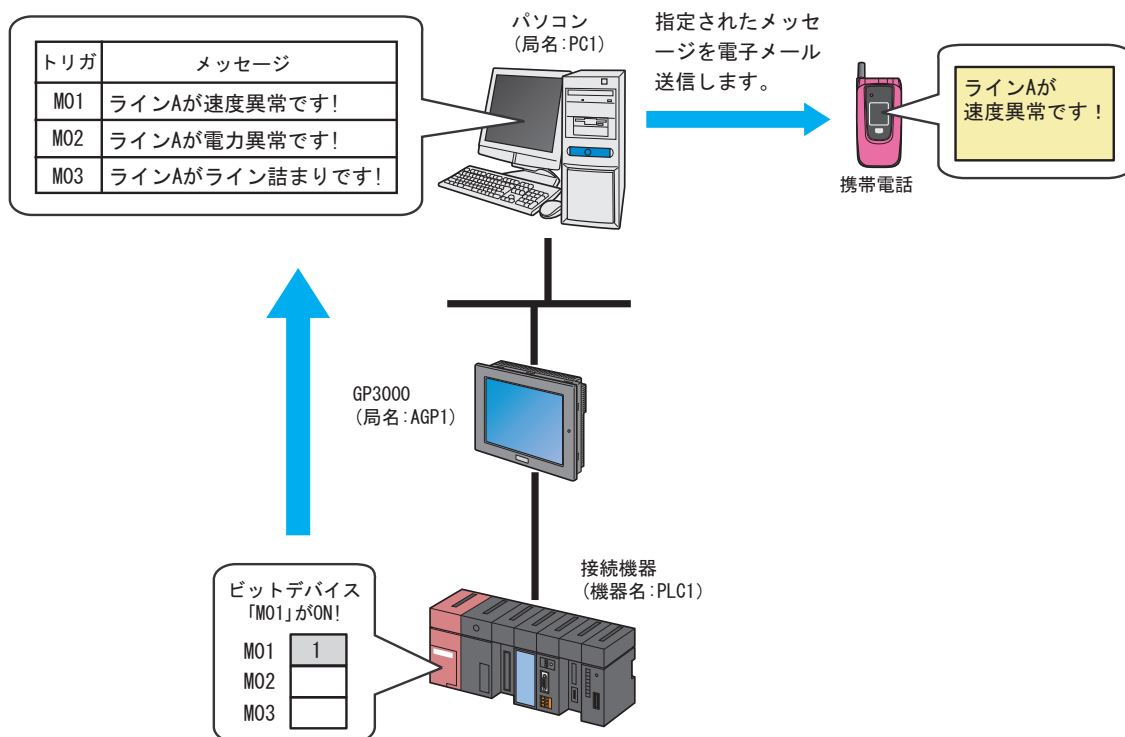 パソコン
(局名:PC1)
指定されたメッセ
ージを電子メール
送信します。
トリガ メッセージ
M01 ラインAが速度異常です!
M02 ラインAが電力異常です!
M03 ラインAがライン詰まりです!
ラインAが
速度異常です！
携帯電話
GP3000
(局名:AGP1)
接続機器
(機器名:PLC1)
ビットデバイス
「M01」がON!
M01 1
M02
M03